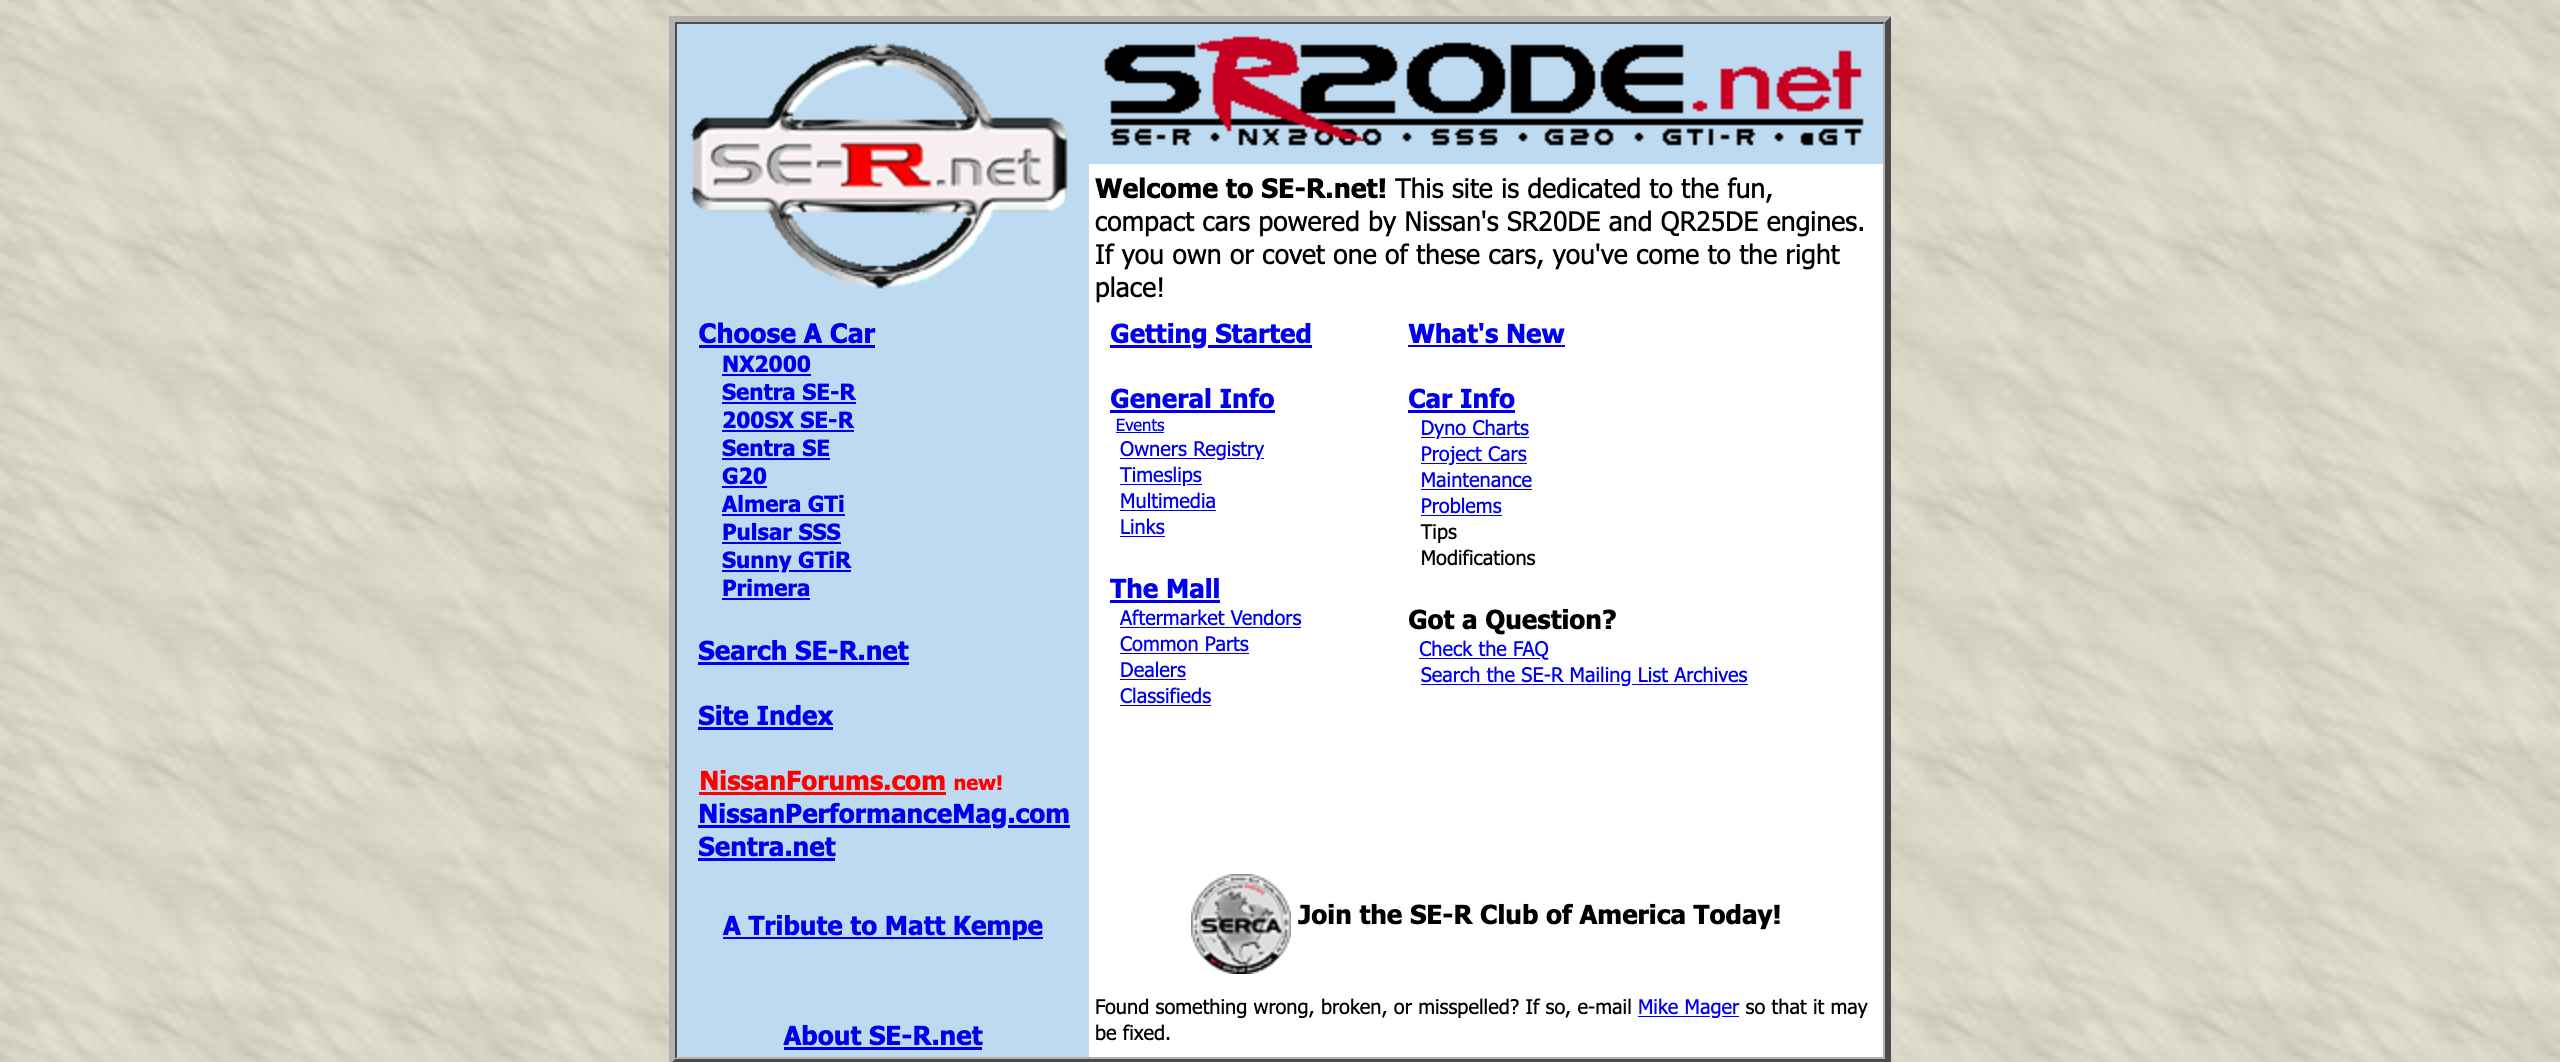 SE-R.net
SR20DE.net
SE-R • NX2000 • SSS • G20 • GTI-R • aGT
Welcome to SE-R.net! This site is dedicated to the fun,
compact cars powered by Nissan's SR20DE and QR25DE engines.
If you own or covet one of these cars, you've come to the right
place!
Choose A Car
NX2000
Sentra SE-R
200SX SE-R
Sentra SE
G20
Almera GTi
Pulsar SSS
Sunny GTiR
Primera
Search SE-R.net
Site Index
NissanForums.com new!
NissanPerformanceMag.com
Sentra.net
A Tribute to Matt Kempe
About SE-R.net
Getting Started
General Info
Events
Owners Registry
Timeslips
Multimedia
Links
The Mall
Aftermarket Vendors
Common Parts
Dealers
Classifieds
What's New
Car Info
Dyno Charts
Project Cars
Maintenance
Problems
Tips
Modifications
Got a Question?
Check the FAQ
Search the SE-R Mailing List Archives
SERCA
Join the SE-R Club of America Today!
Found something wrong, broken, or misspelled? If so, e-mail Mike Mager so that it may
be fixed.